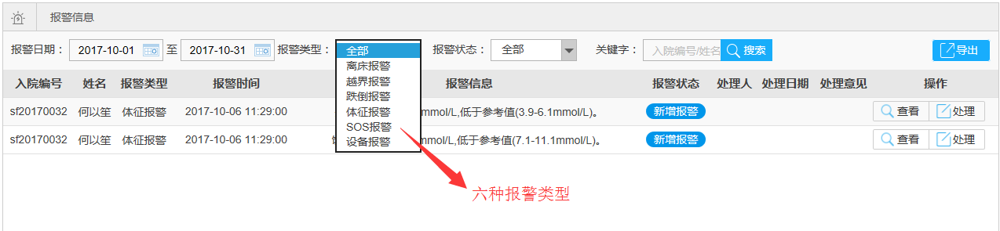 报警信息
报警日期： 2017-10-01 至 2017-10-31 报警类型： 报警状态： 全部 关键字： 入院编号/姓名 搜索 导出
全部
离床报警
越界报警
跌倒报警
体征报警
SOS报警
设备报警
入院编号 姓名 报警类型 报警时间 报警信息 报警状态 处理人 处理日期 处理意见 操作
sf20170032 何以笙 体征报警 2017-10-06 11:29:00 mmol/L,低于参考值(3.9-6.1mmol/L)。 新增报警 查看 处理
sf20170032 何以笙 体征报警 2017-10-06 11:29:00 mmol/L,低于参考值(7.1-11.1mmol/L)。 新增报警 查看 处理
六种报警类型